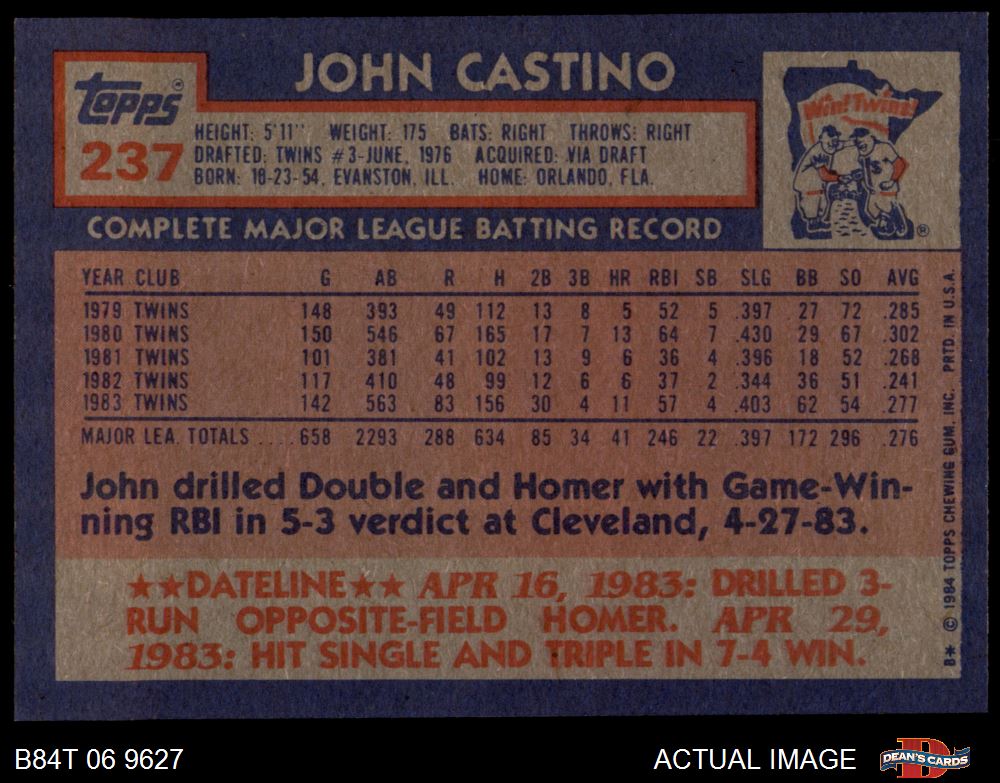 JOHN CASTINO
Topps®
237
HEIGHT: 5'11" WEIGHT: 175 BATS: RIGHT THROWS: RIGHT
DRAFTED: TWINS #3-JUNE, 1976 ACQUIRED: VIA DRAFT
BORN: 10-23-54, EVANSTON, ILL. HOME: ORLANDO, FLA.
Win! Twins!
®
COMPLETE MAJOR LEAGUE BATTING RECORD
YEAR CLUB G AB R H 2B 3B HR RBI SB SLG BB SO AVG
1979 TWINS 148 393 49 112 13 8 5 52 5 .397 27 72 .285
1980 TWINS 150 546 67 165 17 7 13 64 7 .430 29 67 .302
1981 TWINS 101 381 41 102 13 9 6 36 4 .396 18 52 .268
1982 TWINS 117 410 48 99 12 6 6 37 2 .344 36 51 .241
1983 TWINS 142 563 83 156 30 4 11 57 4 .403 62 54 .277
MAJOR LEA. TOTALS .... 658 2293 288 634 85 34 41 246 22 .397 172 296 .276
John drilled Double and Homer with Game-Win-
ning RBI in 5-3 verdict at Cleveland, 4-27-83.
★★DATELINE★★ APR 16, 1983: DRILLED 3-
RUN OPPOSITE-FIELD HOMER. APR 29,
1983: HIT SINGLE AND TRIPLE IN 7-4 WIN.
B* © 1984 TOPPS CHEWING GUM, INC. PRTD. IN U.S.A.
B84T 06 9627
ACTUAL IMAGE
DEAN'S CARDS